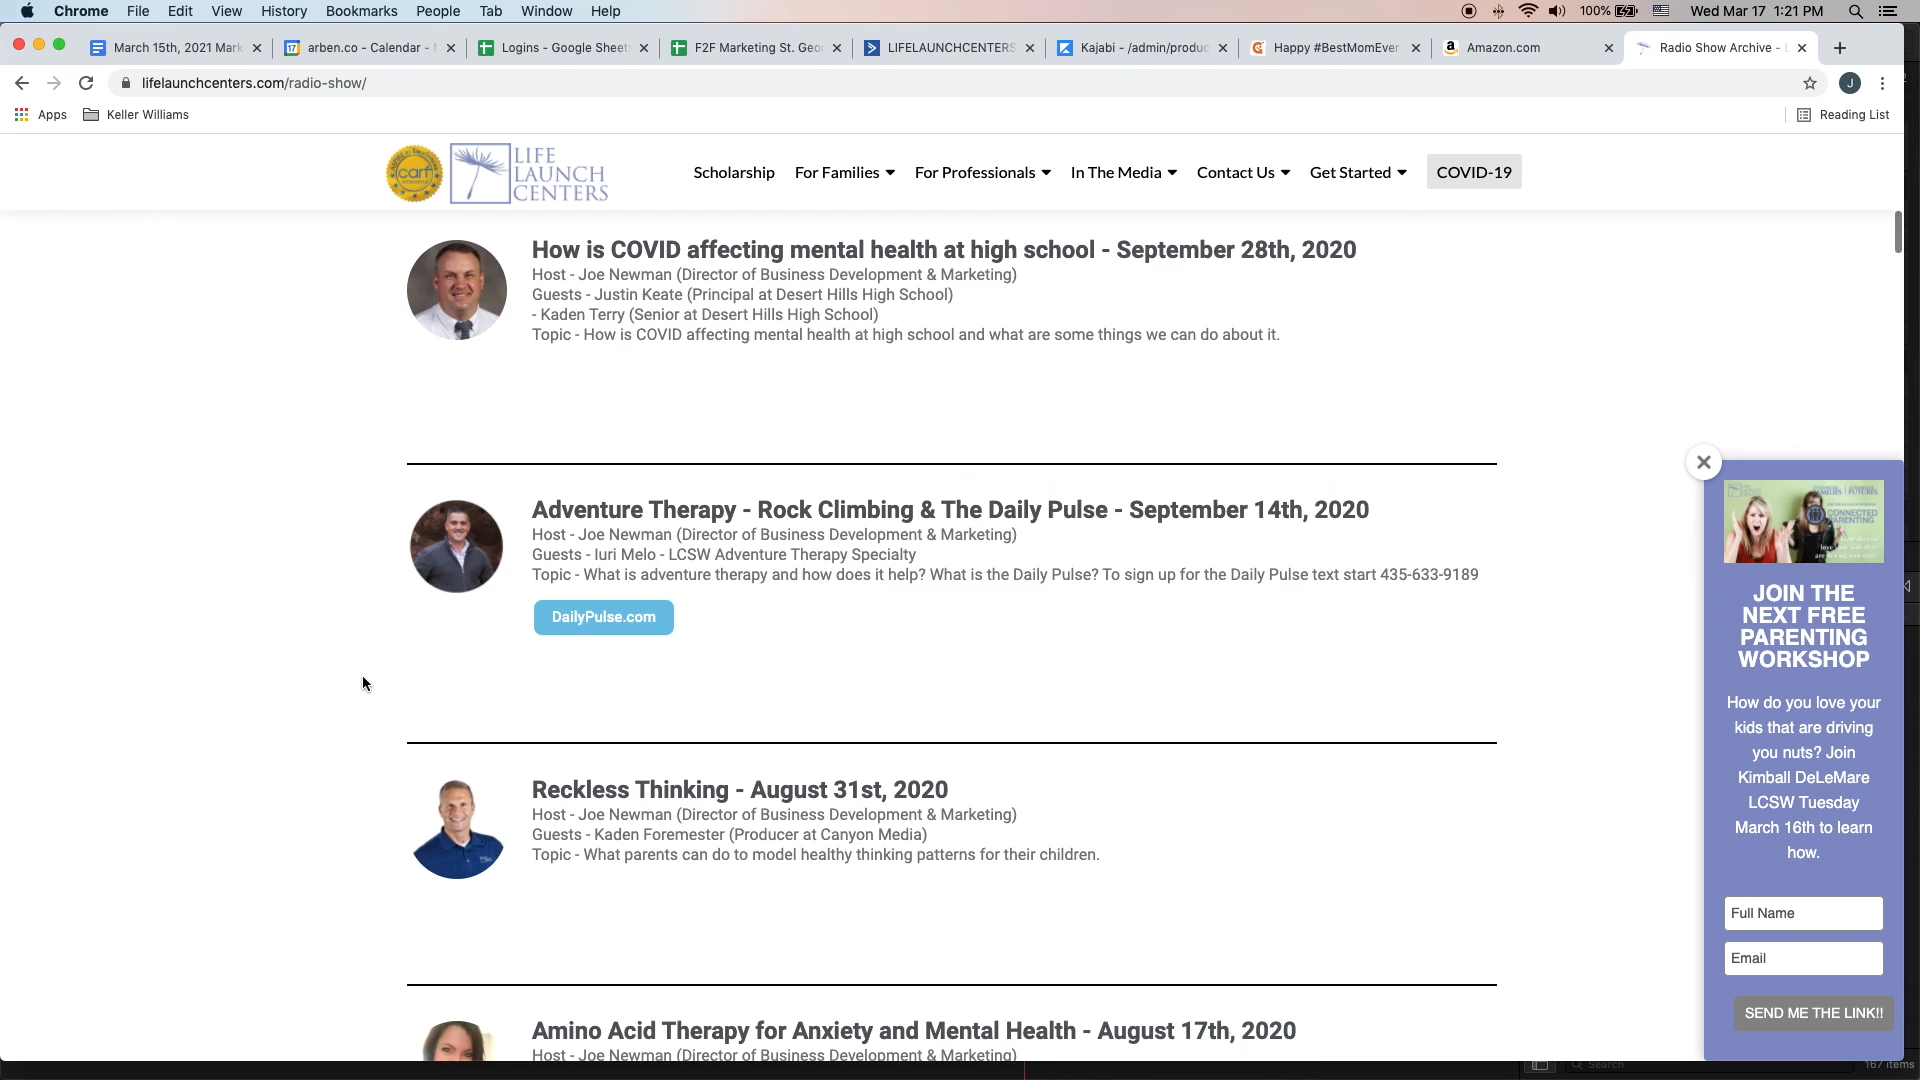 Chrome File Edit View History Bookmarks People Tab Window Help 100% Wed Mar 17 1:21 PM
March 15th, 2021 Mark arben.co - Calendar - Logins - Google Sheet F2F Marketing St. Geo LIFELAUNCHCENTERS Kajabi - /admin/produc Happy #BestMomEver Amazon.com Radio Show Archive -
lifelaunchcenters.com/radio-show/ J
Apps Keller Williams Reading List
carf
LIFE
LAUNCH
CENTERS
Scholarship For Families For Professionals In The Media Contact Us Get Started COVID-19
How is COVID affecting mental health at high school - September 28th, 2020
Host - Joe Newman (Director of Business Development & Marketing)
Guests - Justin Keate (Principal at Desert Hills High School)
- Kaden Terry (Senior at Desert Hills High School)
Topic - How is COVID affecting mental health at high school and what are some things we can do about it.
Adventure Therapy - Rock Climbing & The Daily Pulse - September 14th, 2020
Host - Joe Newman (Director of Business Development & Marketing)
Guests - Iuri Melo - LCSW Adventure Therapy Specialty
Topic - What is adventure therapy and how does it help? What is the Daily Pulse? To sign up for the Daily Pulse text start 435-633-9189
DailyPulse.com
Reckless Thinking - August 31st, 2020
Host - Joe Newman (Director of Business Development & Marketing)
Guests - Kaden Foremester (Producer at Canyon Media)
Topic - What parents can do to model healthy thinking patterns for their children.
Amino Acid Therapy for Anxiety and Mental Health - August 17th, 2020
Host - Joe Newman (Director of Business Development & Marketing)
CONNECTED
PARENTING
JOIN THE
NEXT FREE
PARENTING
WORKSHOP
How do you love your
kids that are driving
you nuts? Join
Kimball DeLeMare
LCSW Tuesday
March 16th to learn
how.
Full Name
Email
SEND ME THE LINK!!
Search 167 items